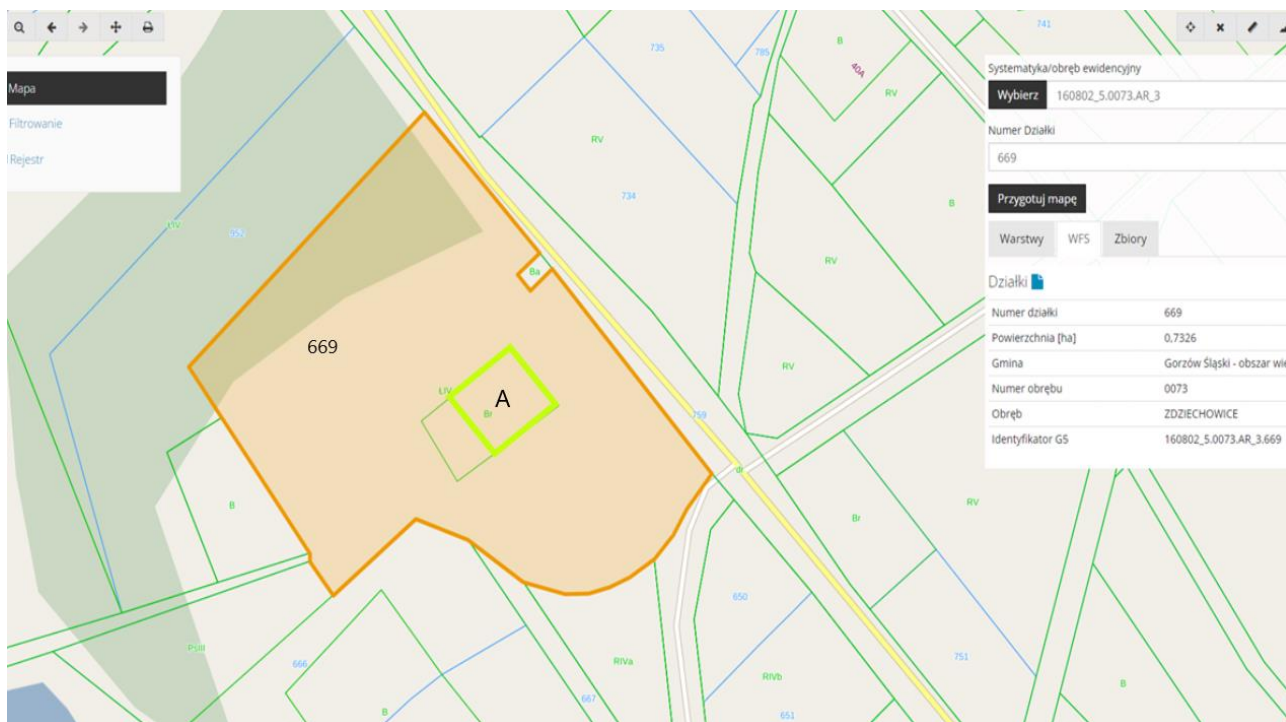 Mapa
Filtrowanie
Rejestr
741
735
785
B
40A
RV
RV
734
B
ŁIV
652
RV
Ba
669
RV
ŁIV
A
Br
759
dr
B
Br
RV
PsIII
666
RIVa
650
667
RIVb
651
751
B
B
Systematyka/obręb ewidencyjny
Wybierz 160802_5.0073.AR_3
Numer Działki
669
Przygotuj mapę
Warstwy WFS Zbiory
Działki
Numer działki 669
Powierzchnia [ha] 0,7326
Gmina Gorzów Śląski - obszar wie
Numer obrębu 0073
Obręb ZDZIECHOWICE
Identyfikator G5 160802_5.0073.AR_3.669